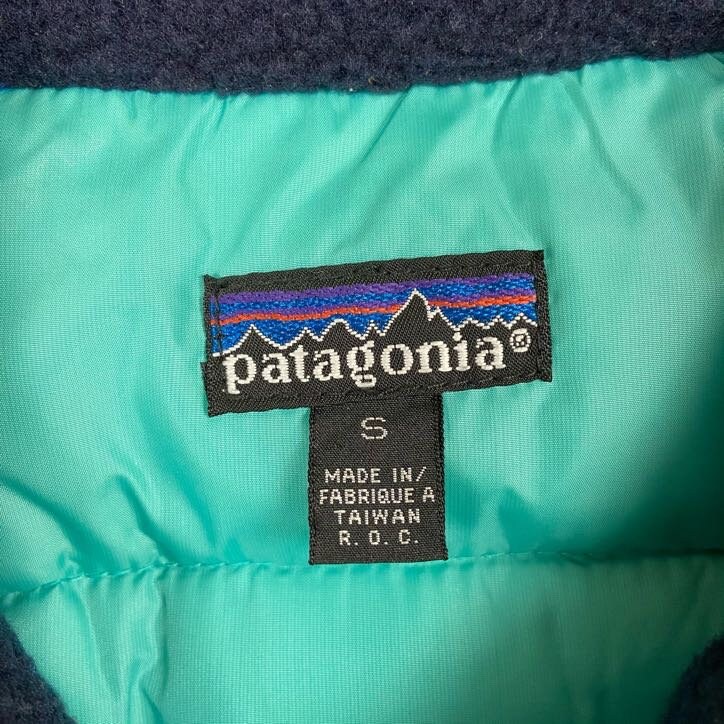 patagonia®
S
MADE IN/
FABRIQUE A
TAIWAN
R. O. C.